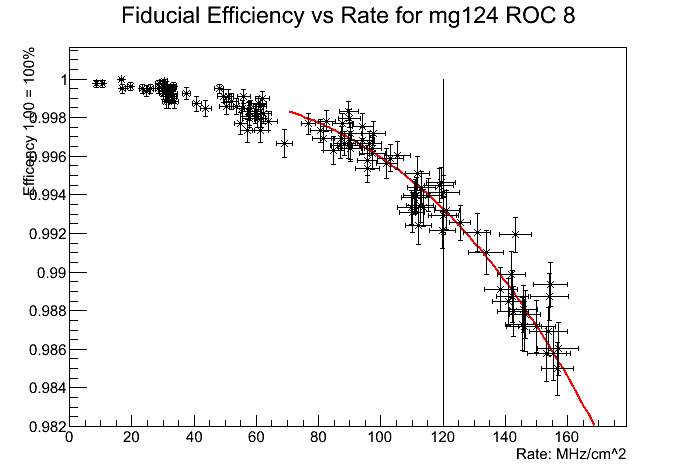 Fiducial Efficiency vs Rate for mg124 ROC 8
Efficency 1.00 = 100%
1
0.998
0.996
0.994
0.992
0.99
0.988
0.986
0.984
0.982
0 20 40 60 80 100 120 140 160
Rate: MHz/cm^2